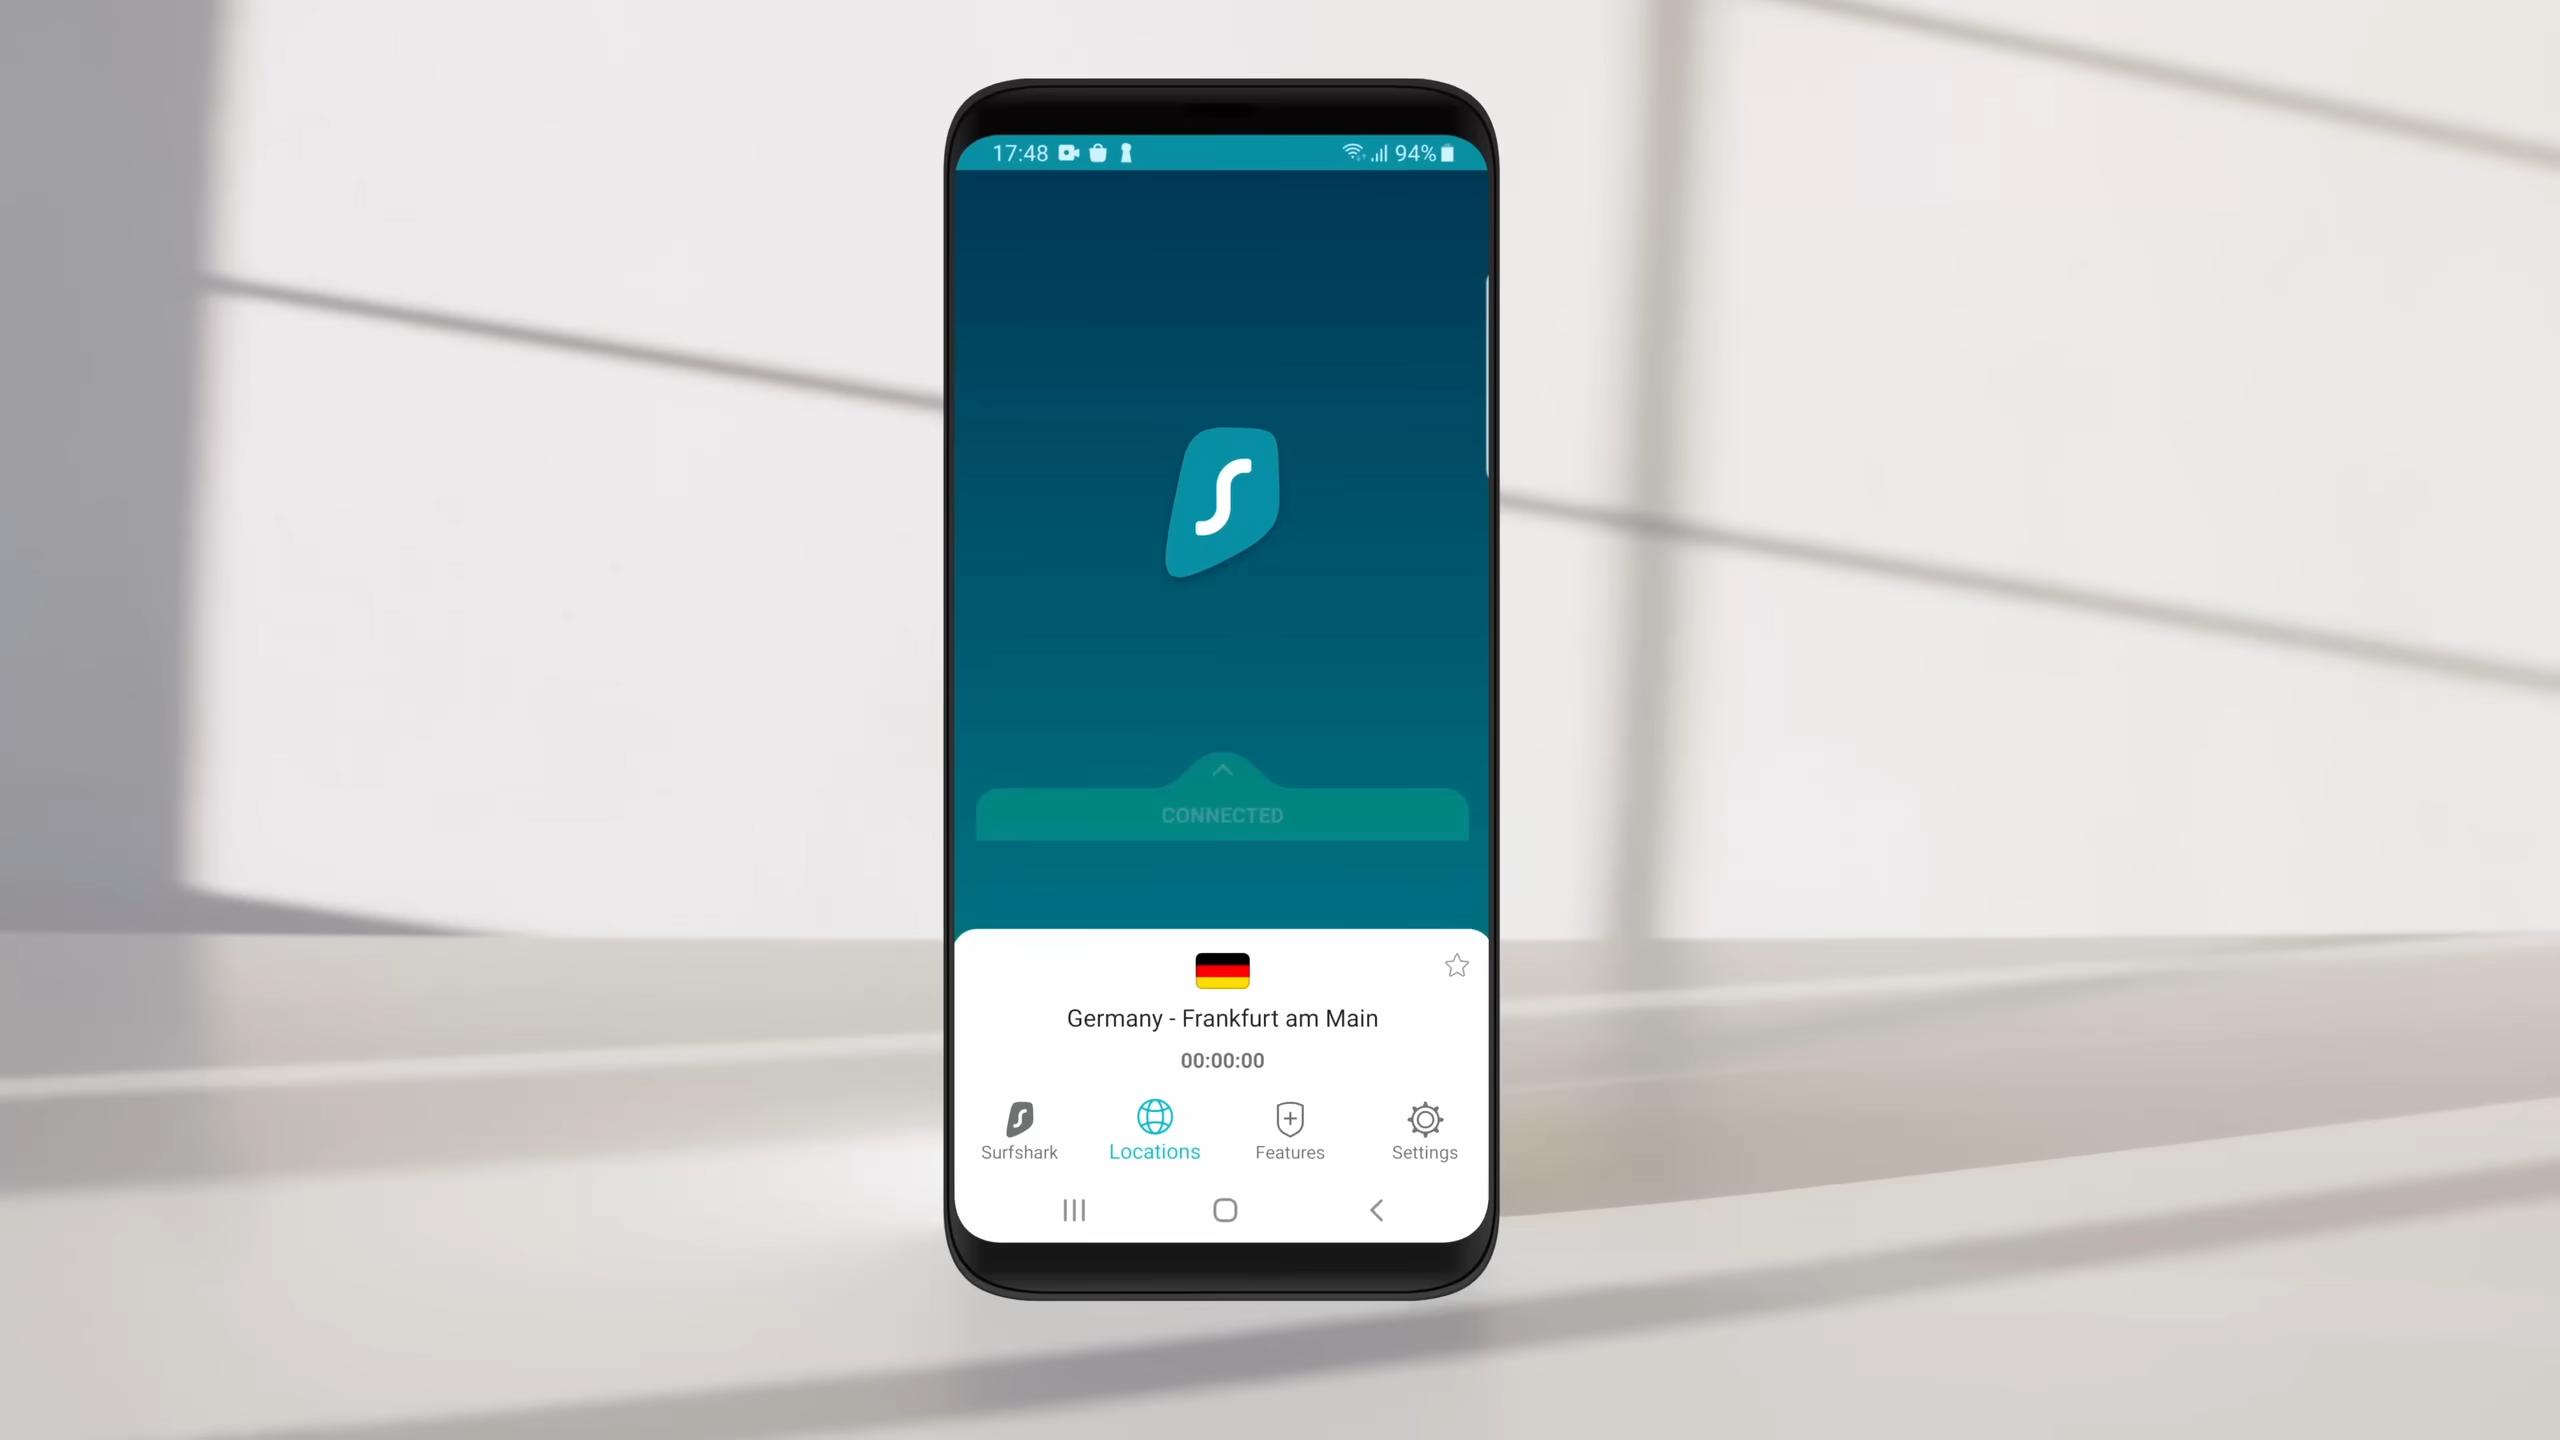 17:48 94%
CONNECTED
Germany - Frankfurt am Main
00:00:00
Surfshark Locations Features Settings